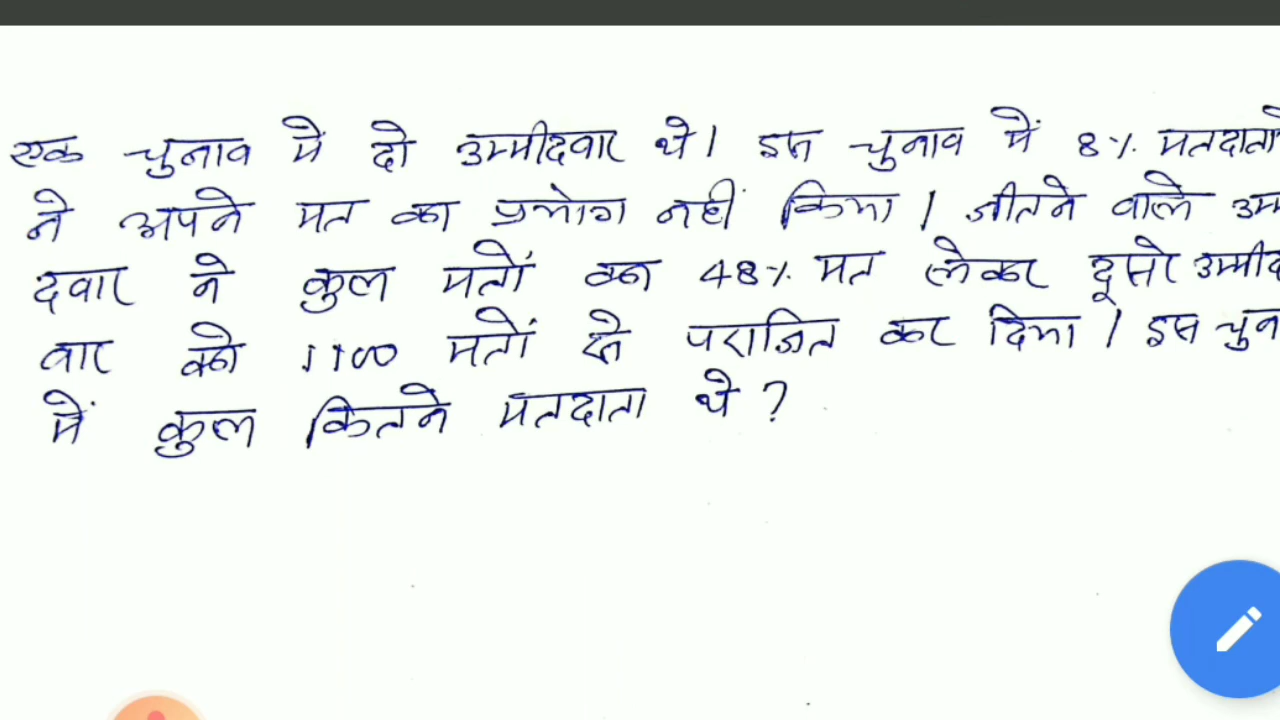 एक चुनाव में दो उम्मीदवार थे। इस चुनाव में 8% मतदाताओ
ने अपने मत का प्रयोग नहीं किया। जीतने वाले उम्मी
दवार ने कुल मतों का 48% मत लेकर दूसरे उम्मीद
वार को 1100 मतों से पराजित कर दिया। इस चुना
में कुल कितने मतदाता थे?